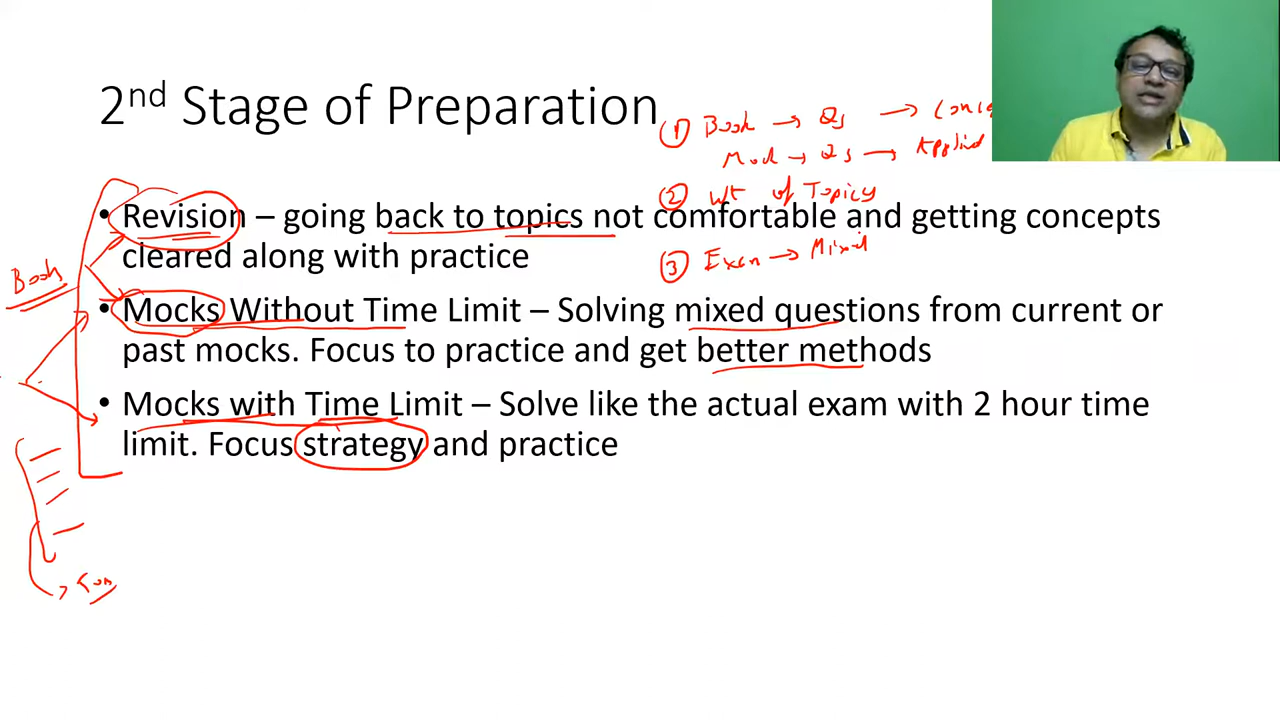 2nd Stage of Preparation
① Book → Qs → Conce
Mock → Qs → Applied
② Wt of Topics
• Revision – going back to topics not comfortable and getting concepts
cleared along with practice
③ Exam → Mixed
Book
• Mocks Without Time Limit – Solving mixed questions from current or
past mocks. Focus to practice and get better methods
• Mocks with Time Limit – Solve like the actual exam with 2 hour time
limit. Focus strategy and practice